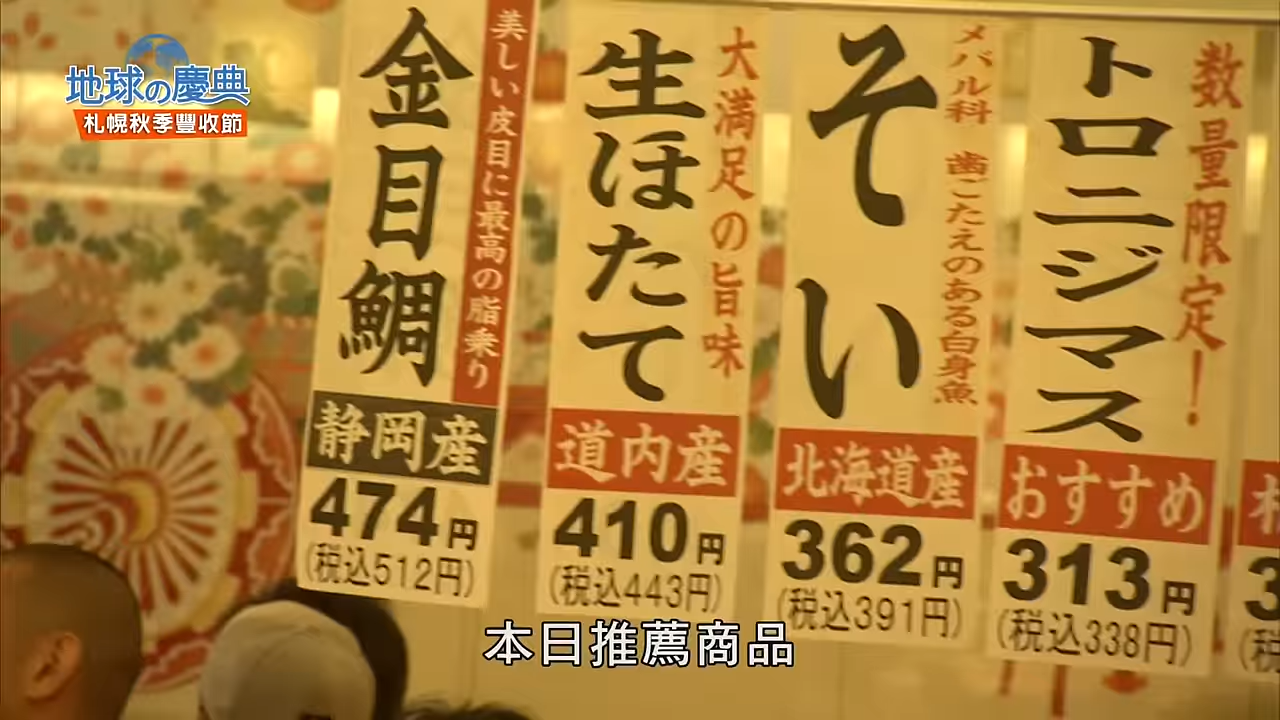 地球の慶典
札幌秋季豐收節
数量限定！
トロニジマス
おすすめ
313円
(税込338円)
メバル科 歯ごたえのある白身魚
そい
北海道産
362円
(税込391円)
大満足の旨味
生ほたて
道内産
410円
(税込443円)
美しい皮目に最高の脂乗り
金目鯛
静岡産
474円
(税込512円)
本日推薦商品